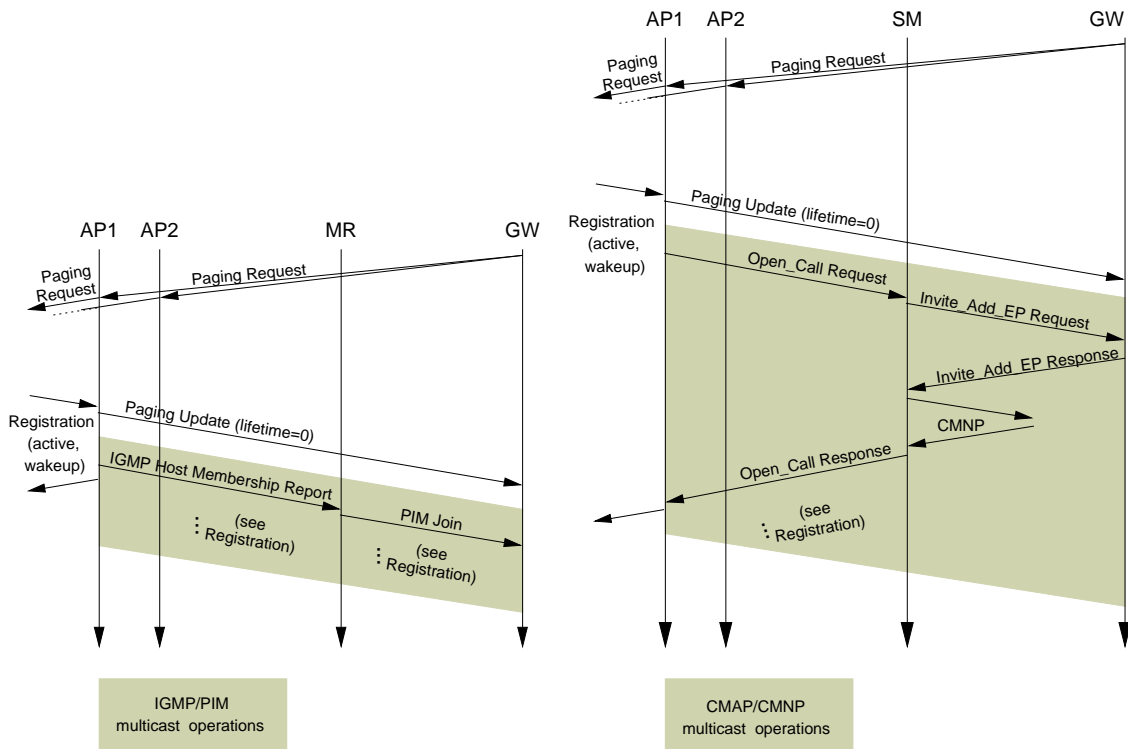 AP1 AP2 MR GW
Paging
Request
Paging Request
Registration
(active,
wakeup)
Paging Update (lifetime=0)
IGMP Host Membership Report
PIM Join
(see
Registration)
(see
Registration)
IGMP/PIM
multicast operations
AP1 AP2 SM GW
Paging
Request
Paging Request
Paging Update (lifetime=0)
Registration
(active,
wakeup)
Open_Call Request
Invite_Add_EP Request
Invite_Add_EP Response
CMNP
Open_Call Response
(see
Registration)
CMAP/CMNP
multicast operations